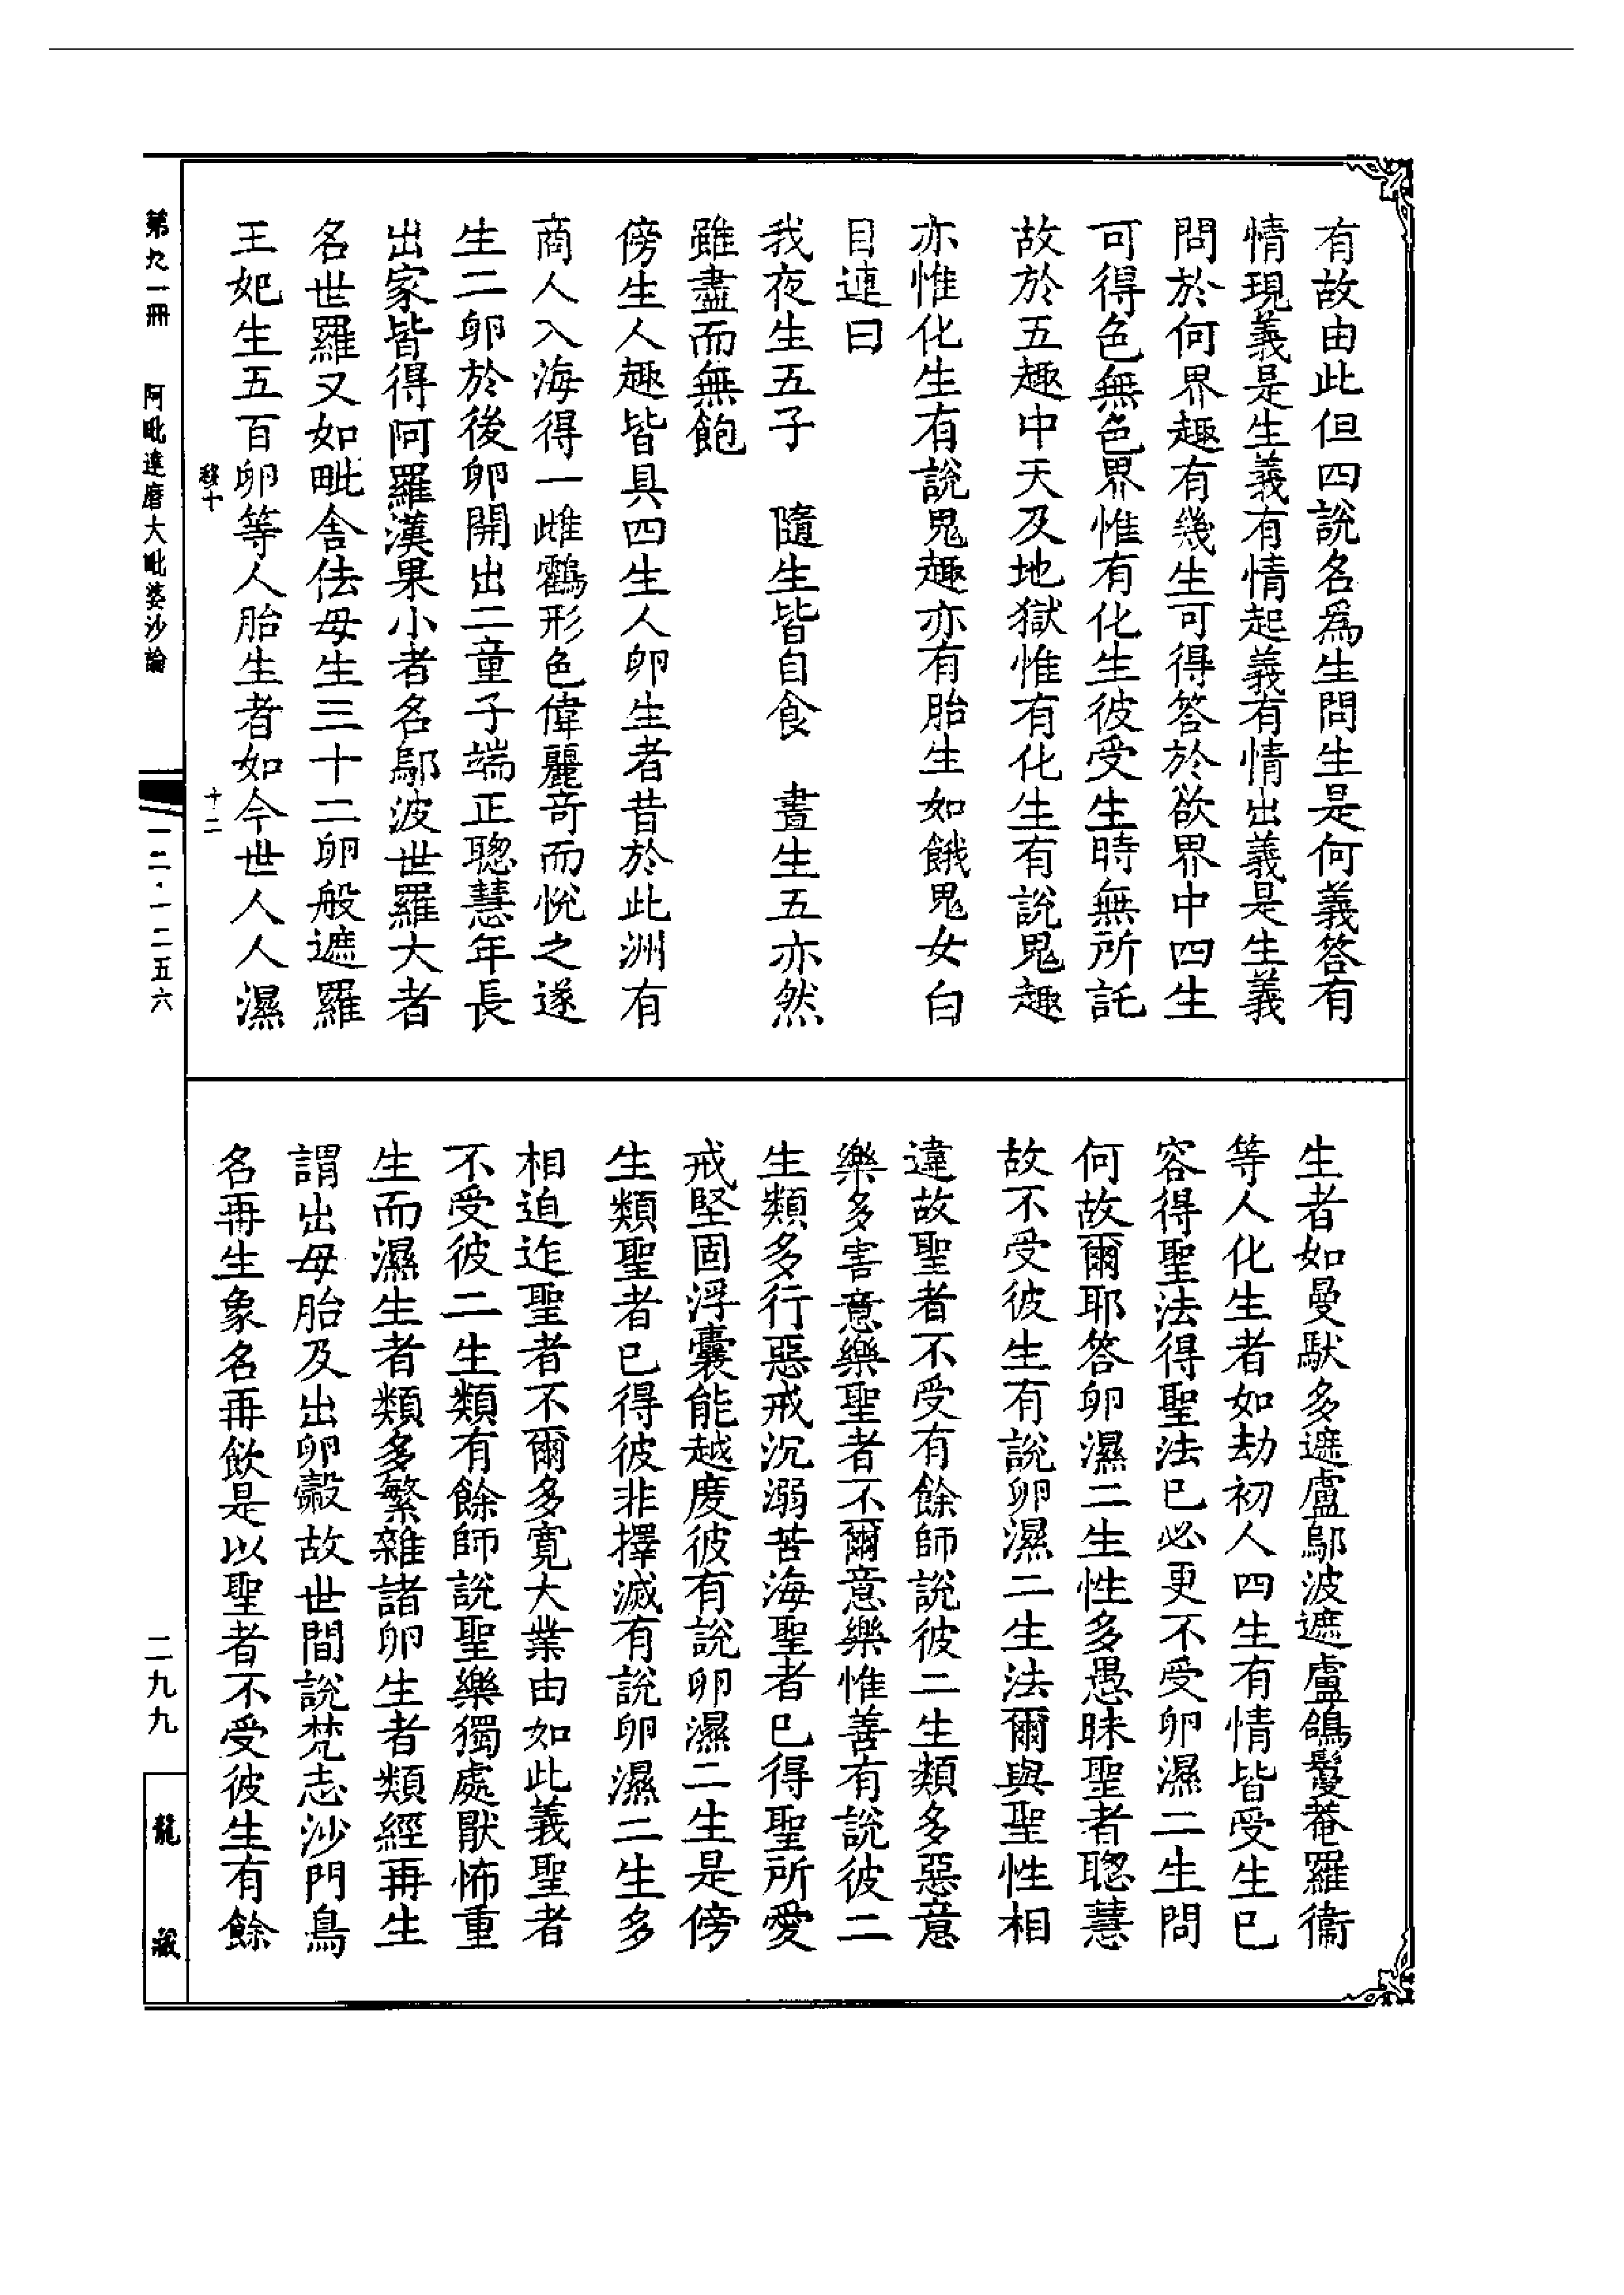 有故由此但四說名爲生問生是何義答有
情現義是生義有情起義有情出義是生義
問於何界趣有幾生可得答於欲界中四生
可得色無色界惟有化生彼受生時無所託
故於五趣中天及地獄惟有化生有說鬼趣
亦惟化生有說鬼趣亦有胎生如餓鬼女白
目連曰
我夜生五子　隨生皆自食　晝生五亦然
雖盡而無飽
傍生人趣皆具四生人卵生者昔於此洲有
商人入海得一雌鸖形色偉麗奇而悅之遂
生二卵於後卵開出二童子端正聰慧年長
出家皆得阿羅漢果小者名鄔波世羅大者
名世羅又如毗舍佉母生三十二卵般遮羅
王妃生五百卵等人胎生者如今世人人濕
生者如曼馱多遮盧鄔波遮盧鴿鬘菴羅衞
等人化生者如劫初人四生有情皆受生已
容得聖法得聖法已必更不受卵濕二生問
何故爾耶答卵濕二生性多愚昧聖者聰慧
故不受彼生有說卵濕二生法爾與聖性相
違故聖者不受有餘師說彼二生類多惡意
樂多害意樂聖者不爾意樂惟善有說彼二
生類多行惡戒沉溺苦海聖者已得聖所愛
戒堅固浮囊能越度彼有說卵濕二生是傍
生類聖者已得彼非擇滅有說卵濕二生多
相迫迮聖者不爾多寬大業由如此義聖者
不受彼二生類有餘師說聖樂獨處厭怖重
生而濕生者類多繁雜諸卵生者類經再生
謂出母胎及出卵㲉故世間說梵志沙門鳥
名再生象名再飲是以聖者不受彼生有餘
第九一冊　阿毗達磨大毗婆沙論
十二
一二·一二五六
二九九
龍藏